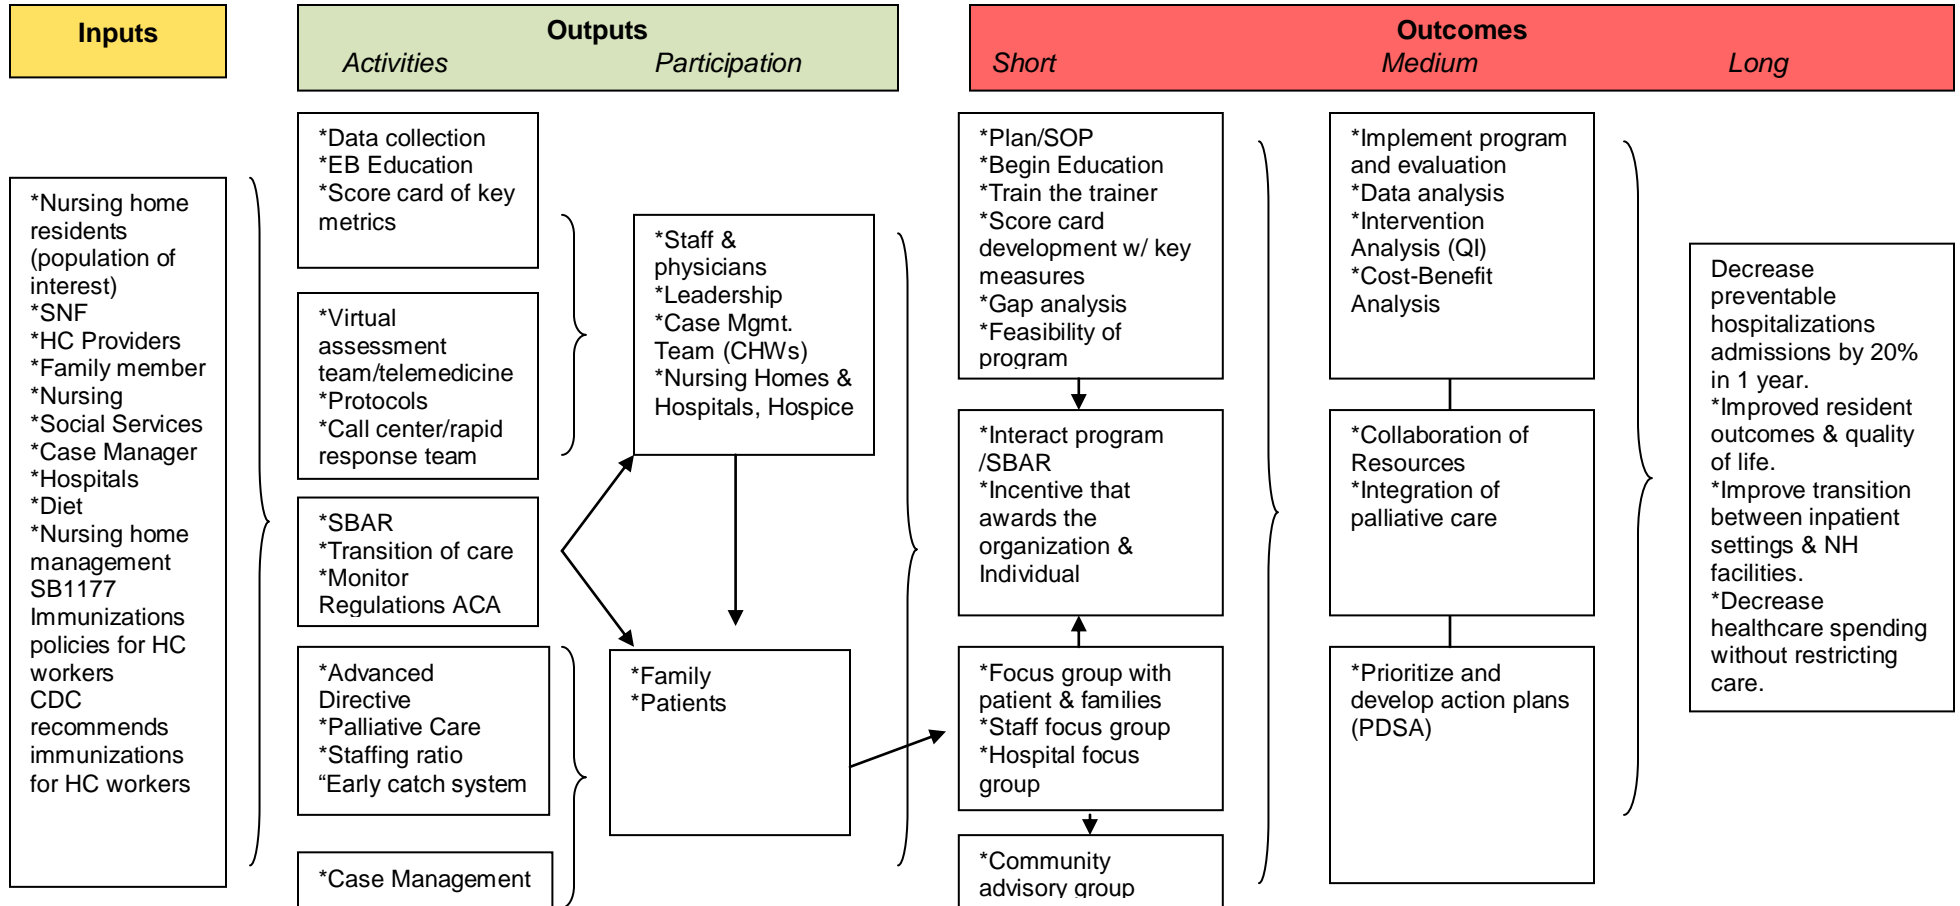 Inputs
Outputs
Activities
Participation
Outcomes
Short
Medium
Long
*Nursing home
residents
(population of
interest)
*SNF
*HC Providers
*Family member
*Nursing
*Social Services
*Case Manager
*Hospitals
*Diet
*Nursing home
management
SB1177
Immunizations
policies for HC
workers
CDC
recommends
immunizations
for HC workers
*Data collection
*EB Education
*Score card of key
metrics
*Virtual
assessment
team/telemedicine
*Protocols
*Call center/rapid
response team
*SBAR
*Transition of care
*Monitor
Regulations ACA
*Advanced
Directive
*Palliative Care
*Staffing ratio
“Early catch system
*Case Management
*Staff &
physicians
*Leadership
*Case Mgmt.
Team (CHWs)
*Nursing Homes &
Hospitals, Hospice
*Family
*Patients
*Plan/SOP
*Begin Education
*Train the trainer
*Score card
development w/ key
measures
*Gap analysis
*Feasibility of
program
*Interact program
/SBAR
*Incentive that
awards the
organization &
Individual
*Focus group with
patient & families
*Staff focus group
*Hospital focus
group
*Community
advisory group
*Implement program
and evaluation
*Data analysis
*Intervention
Analysis (QI)
*Cost-Benefit
Analysis
*Collaboration of
Resources
*Integration of
palliative care
*Prioritize and
develop action plans
(PDSA)
Decrease
preventable
hospitalizations
admissions by 20%
in 1 year.
*Improved resident
outcomes & quality
of life.
*Improve transition
between inpatient
settings & NH
facilities.
*Decrease
healthcare spending
without restricting
care.